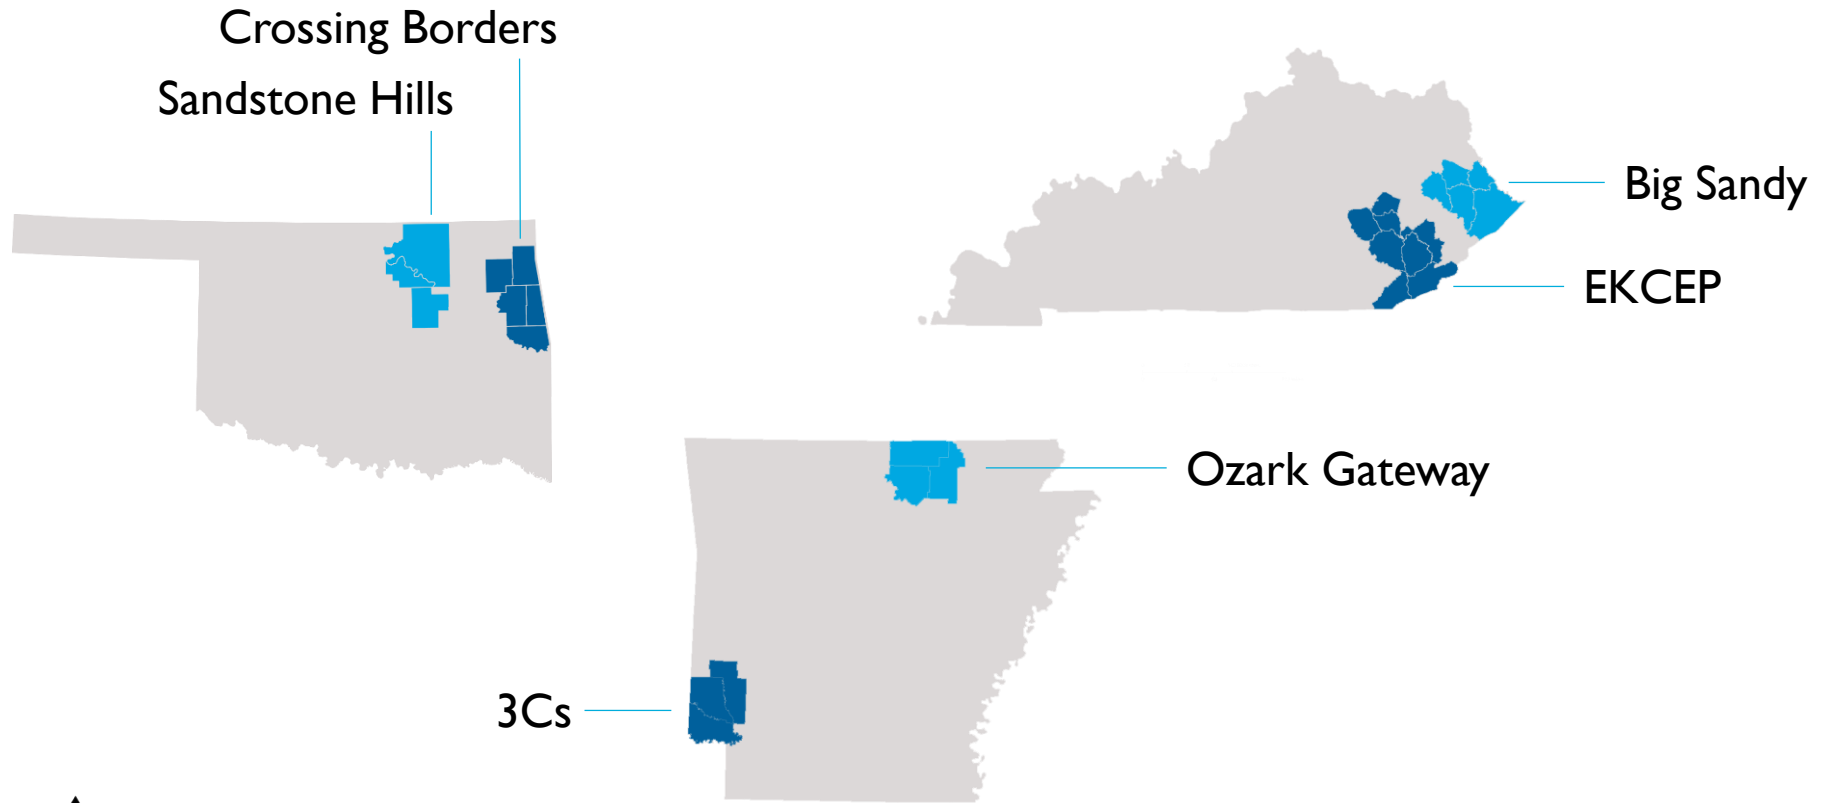 Crossing Borders
Sandstone Hills
Big Sandy
EKCEP
Ozark Gateway
3Cs